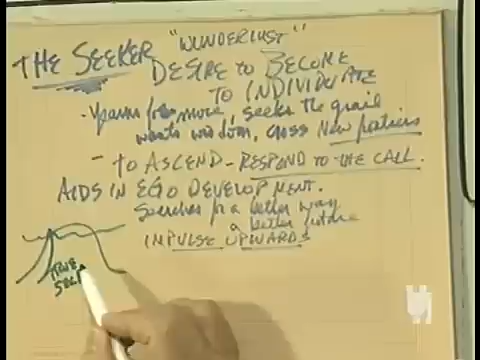 THE SEEKER "WUNDERLUST"
DESIRE TO BECOME
TO INDIVIDUATE
- Yearns for more, seeks the grail
wants wisdom, cross New frontiers
- TO ASCEND - RESPOND TO THE CALL.
AIDS IN EGO DEVELOPMENT.
Searches for a better way
a better future
IMPULSE UPWARDS
TRUE
SEL